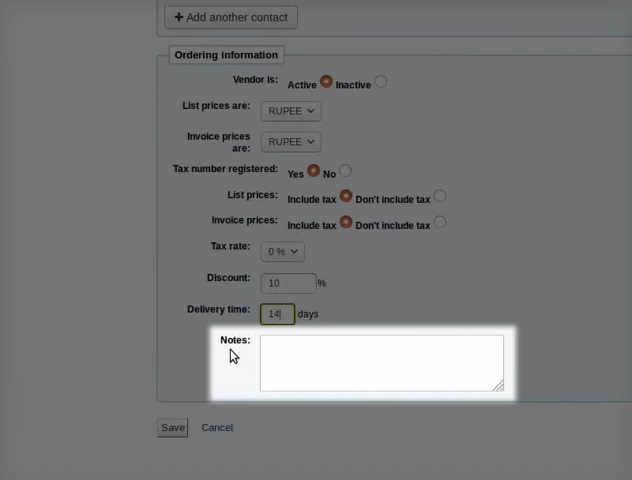 + Add another contact
Ordering information
Vendor is: Active Inactive
List prices are: RUPEE
Invoice prices are: RUPEE
Tax number registered: Yes No
List prices: Include tax Don't include tax
Invoice prices: Include tax Don't include tax
Tax rate: 0 %
Discount: 10 %
Delivery time: 14 days
Notes:
Save Cancel